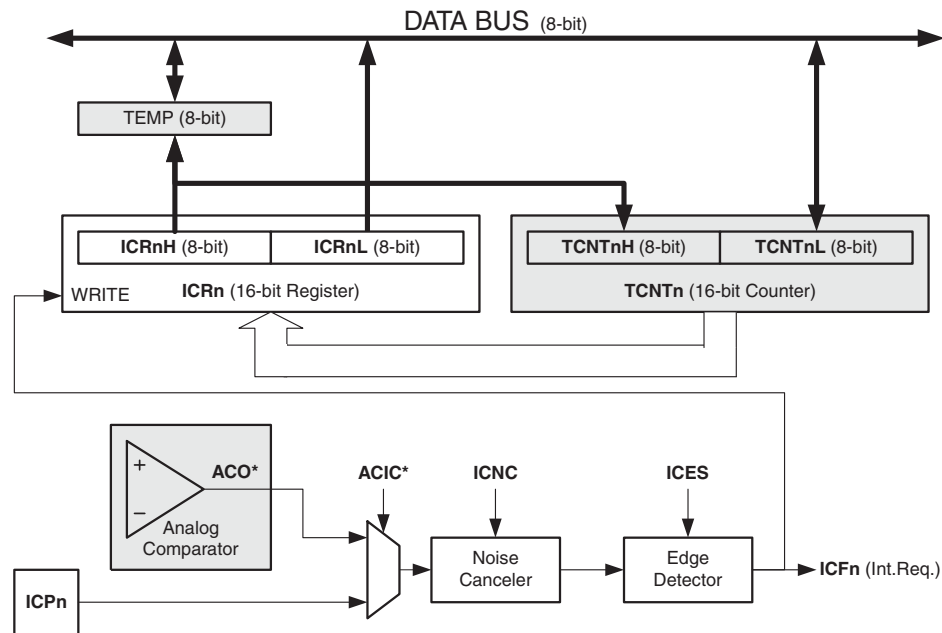 DATA BUS (8-bit)
TEMP (8-bit)
ICRnH (8-bit) ICRnL (8-bit) TCNTnH (8-bit) TCNTnL (8-bit)
WRITE ICRn (16-bit Register) TCNTn (16-bit Counter)
+
−
ACO*
Analog
Comparator
ACIC* ICNC ICES
Noise
Canceler
Edge
Detector
ICFn (Int.Req.)
ICPn